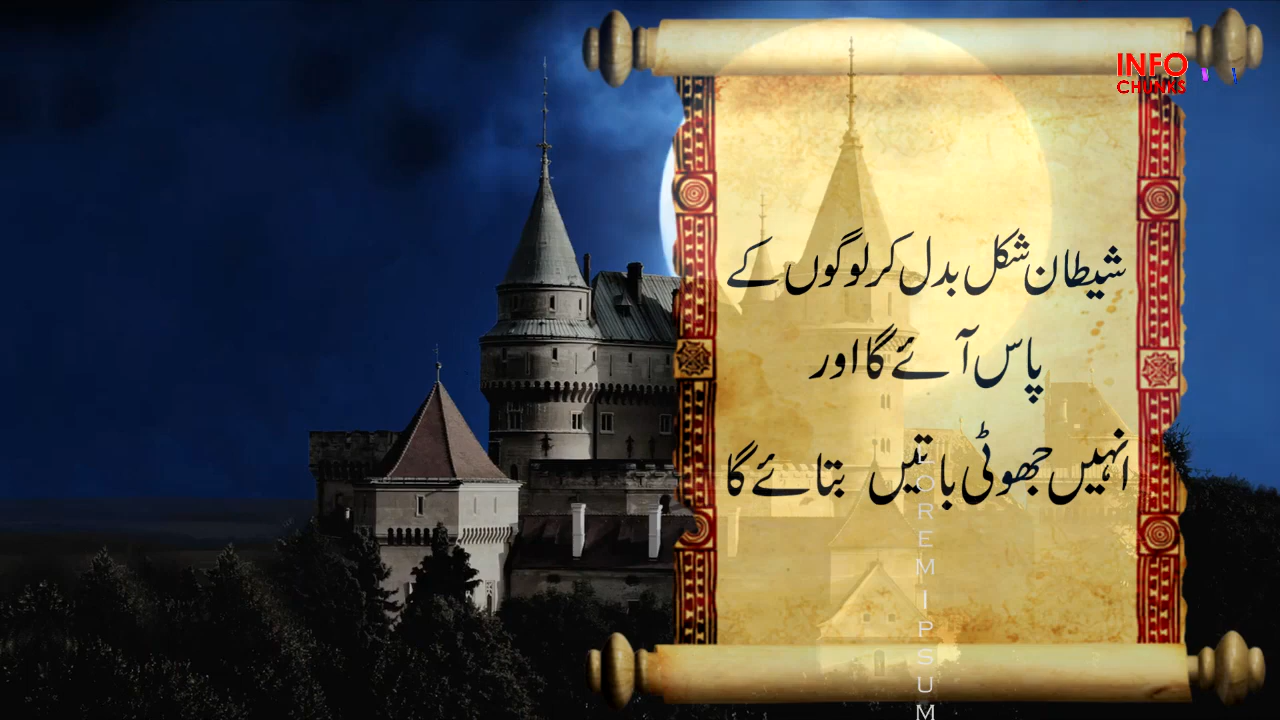 INFO
CHUNKS
شیطان شکل بدل کر لوگوں کے
پاس آئے گا اور
انہیں جھوٹی باتیں بتائے گا
LOREM IPSUM